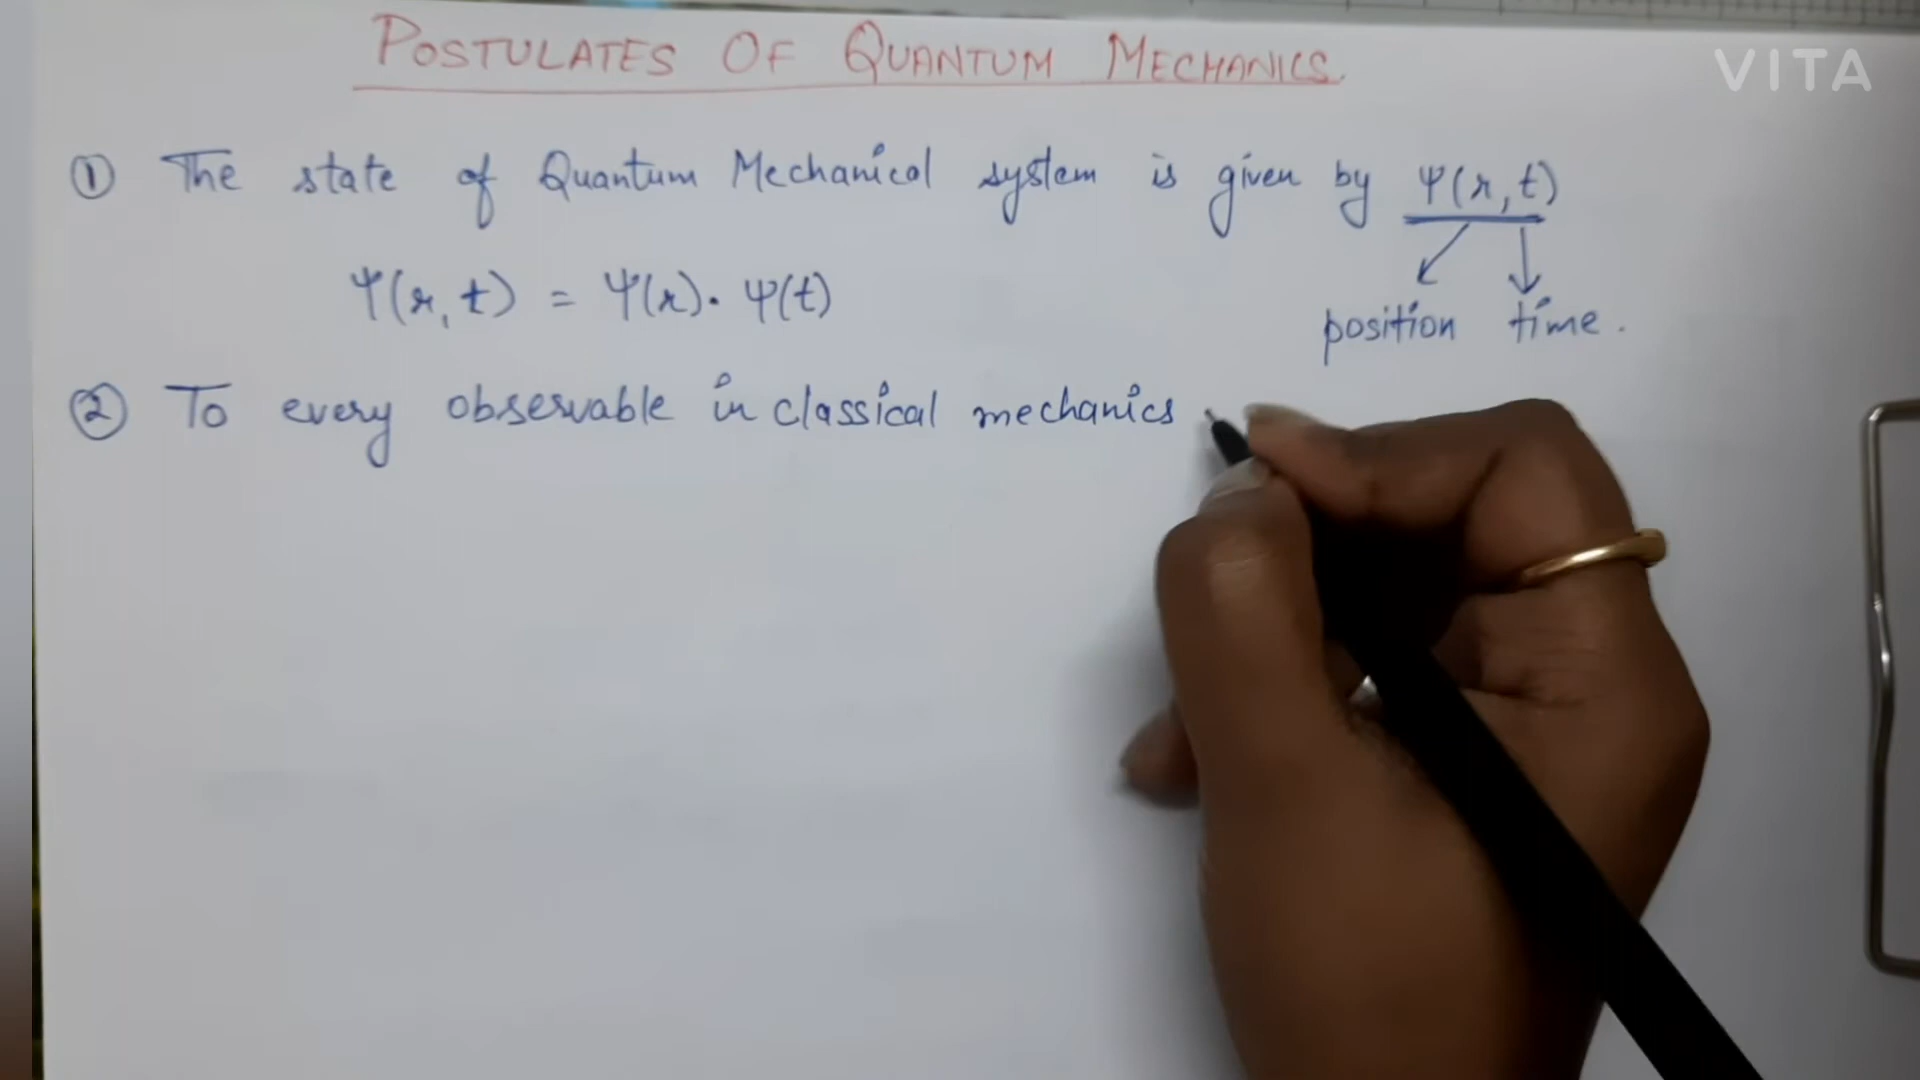 POSTULATES OF QUANTUM MECHANICS.
VITA
① The state of Quantum Mechanical system is given by Ψ(r,t)
position time.
Ψ(r,t) = Ψ(r). Ψ(t)
② To every observable in classical mechanics